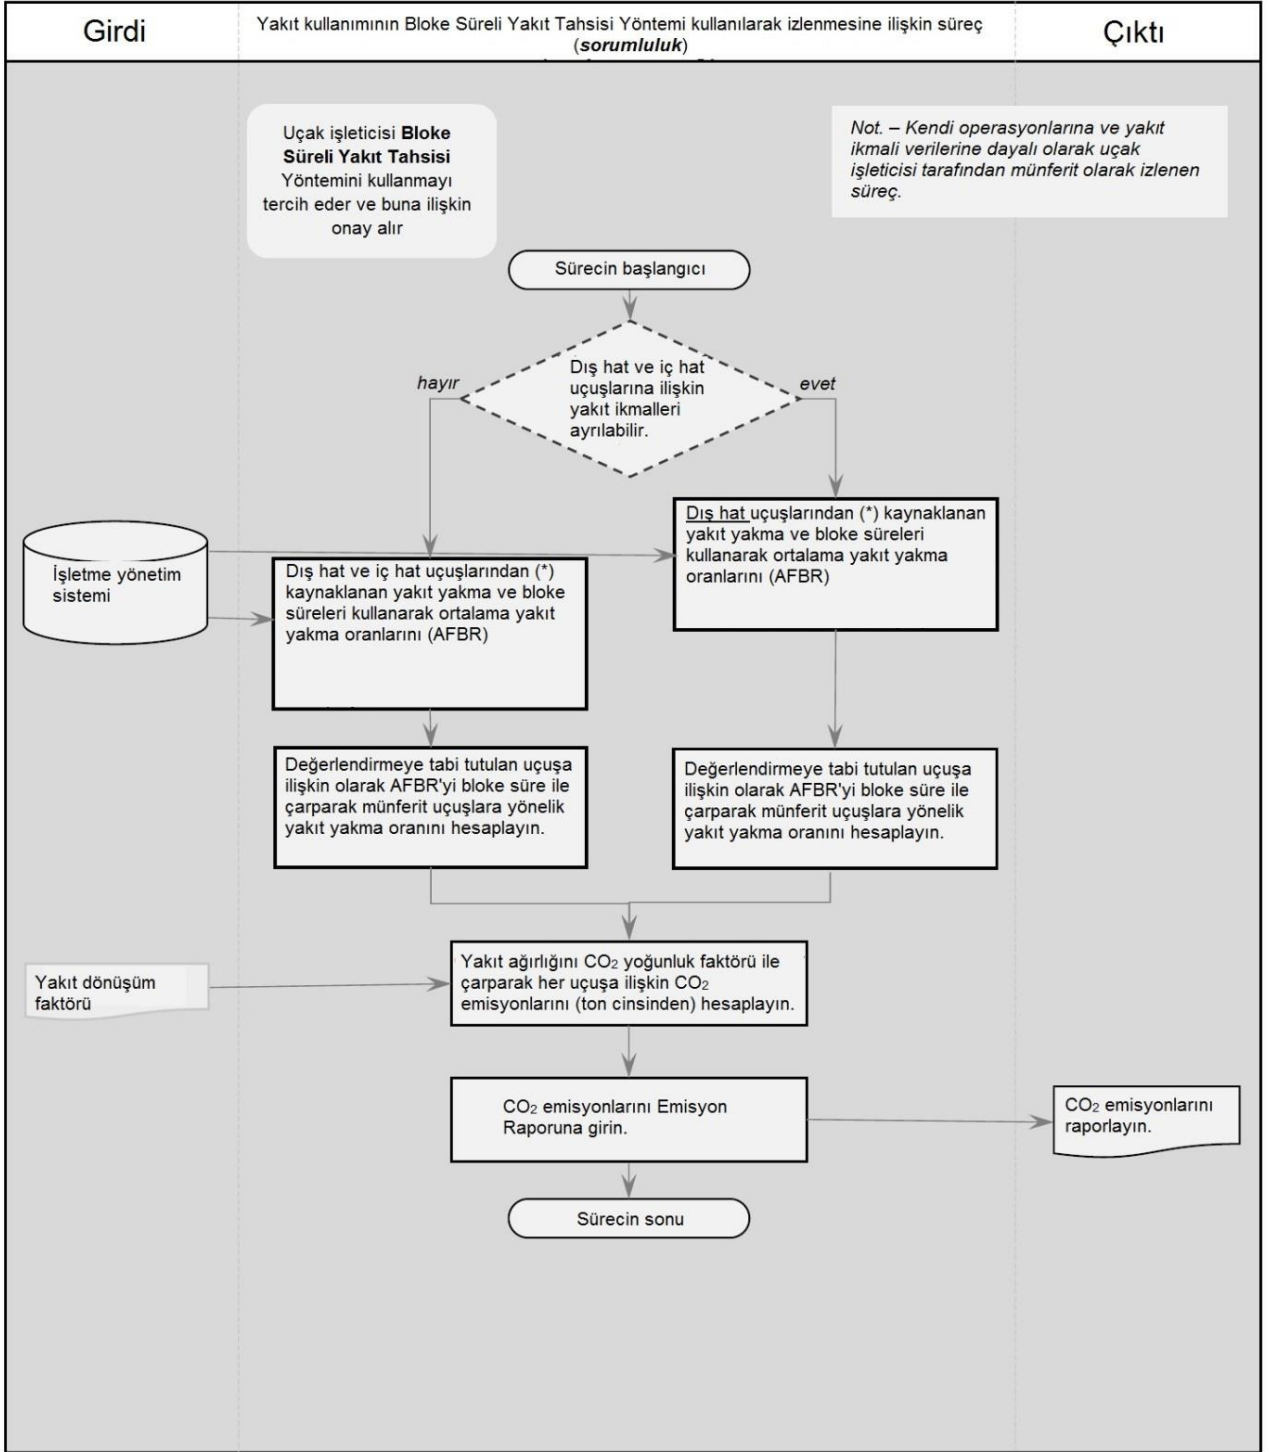 Girdi
Yakıt kullanımının Bloke Süreli Yakıt Tahsisi Yöntemi kullanılarak izlenmesine ilişkin süreç
(sorumluluk)
Çıktı
Uçak işleticisi Bloke
Süreli Yakıt Tahsisi
Yöntemini kullanmayı
tercih eder ve buna ilişkin
onay alır
Not. – Kendi operasyonlarına ve yakıt
ikmali verilerine dayalı olarak uçak
işleticisi tarafından münferit olarak izlenen
süreç.
Sürecin başlangıcı
Dış hat ve iç hat
uçuşlarına ilişkin
yakıt ikmalleri
ayrılabilir.
hayır
evet
İşletme yönetim
sistemi
Dış hat ve iç hat uçuşlarından (*)
kaynaklanan yakıt yakma ve bloke
süreleri kullanarak ortalama yakıt
yakma oranlarını (AFBR)
Dış hat uçuşlarından (*) kaynaklanan
yakıt yakma ve bloke süreleri
kullanarak ortalama yakıt yakma
oranlarını (AFBR)
Değerlendirmeye tabi tutulan uçuşa
ilişkin olarak AFBR'yi bloke süre ile
çarparak münferit uçuşlara yönelik
yakıt yakma oranını hesaplayın.
Değerlendirmeye tabi tutulan uçuşa
ilişkin olarak AFBR'yi bloke süre ile
çarparak münferit uçuşlara yönelik
yakıt yakma oranını hesaplayın.
Yakıt dönüşüm
faktörü
Yakıt ağırlığını CO₂ yoğunluk faktörü ile
çarparak her uçuşa ilişkin CO₂
emisyonlarını (ton cinsinden) hesaplayın.
CO₂ emisyonlarını Emisyon
Raporuna girin.
CO₂ emisyonlarını
raporlayın.
Sürecin sonu